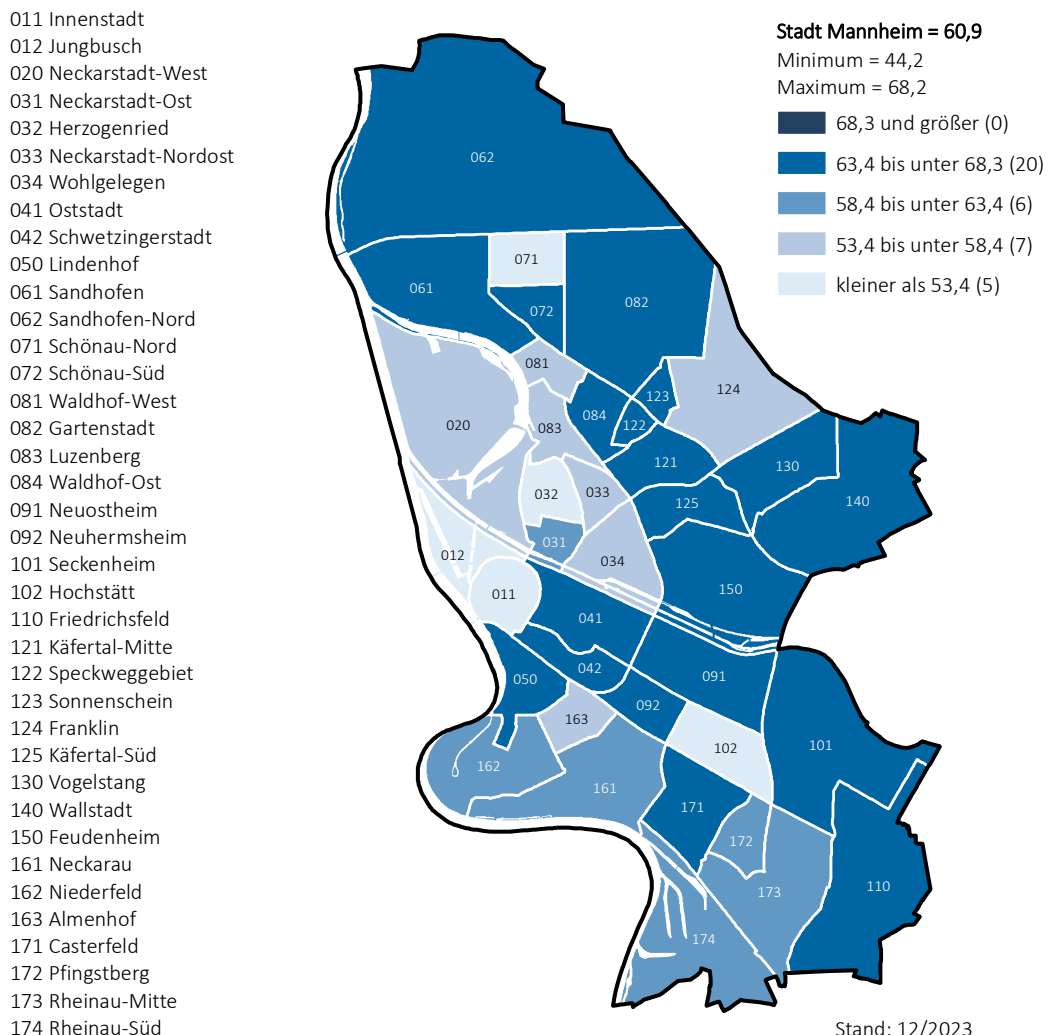 011 Innenstadt
012 Jungbusch
020 Neckarstadt-West
031 Neckarstadt-Ost
032 Herzogenried
033 Neckarstadt-Nordost
034 Wohlgelegen
041 Oststadt
042 Schwetzingerstadt
050 Lindenhof
061 Sandhofen
062 Sandhofen-Nord
071 Schönau-Nord
072 Schönau-Süd
081 Waldhof-West
082 Gartenstadt
083 Luzenberg
084 Waldhof-Ost
091 Neuostheim
092 Neuhermsheim
101 Seckenheim
102 Hochstätt
110 Friedrichsfeld
121 Käfertal-Mitte
122 Speckweggebiet
123 Sonnenschein
124 Franklin
125 Käfertal-Süd
130 Vogelstang
140 Wallstadt
150 Feudenheim
161 Neckarau
162 Niederfeld
163 Almenhof
171 Casterfeld
172 Pfingstberg
173 Rheinau-Mitte
174 Rheinau-Süd
Stadt Mannheim = 60,9
Minimum = 44,2
Maximum = 68,2
68,3 und größer (0)
63,4 bis unter 68,3 (20)
58,4 bis unter 63,4 (6)
53,4 bis unter 58,4 (7)
kleiner als 53,4 (5)
062
071
061
072
082
081
124
123
084
122
020
083
121
130
032
033
125
140
031
012
034
150
011
041
042
050
091
092
163
102
101
162
161
171
172
173
110
174
Stand: 12/2023